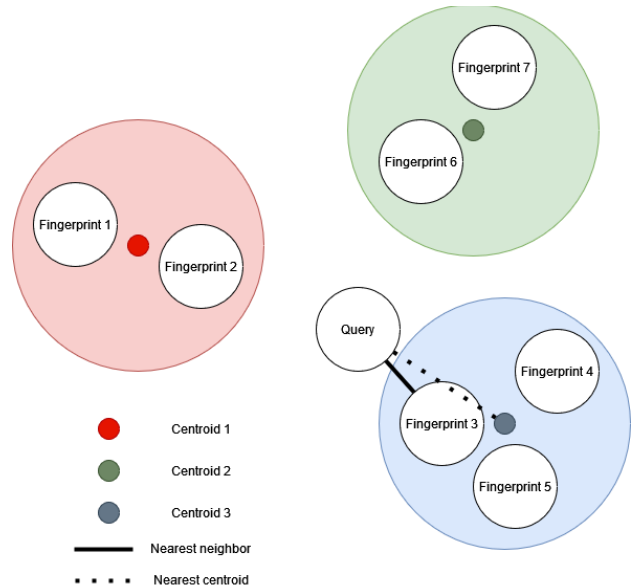 Fingerprint 7
Fingerprint 6
Fingerprint 1
Fingerprint 2
Query
Fingerprint 4
Fingerprint 3
Fingerprint 5
Centroid 1
Centroid 2
Centroid 3
Nearest neighbor
Nearest centroid